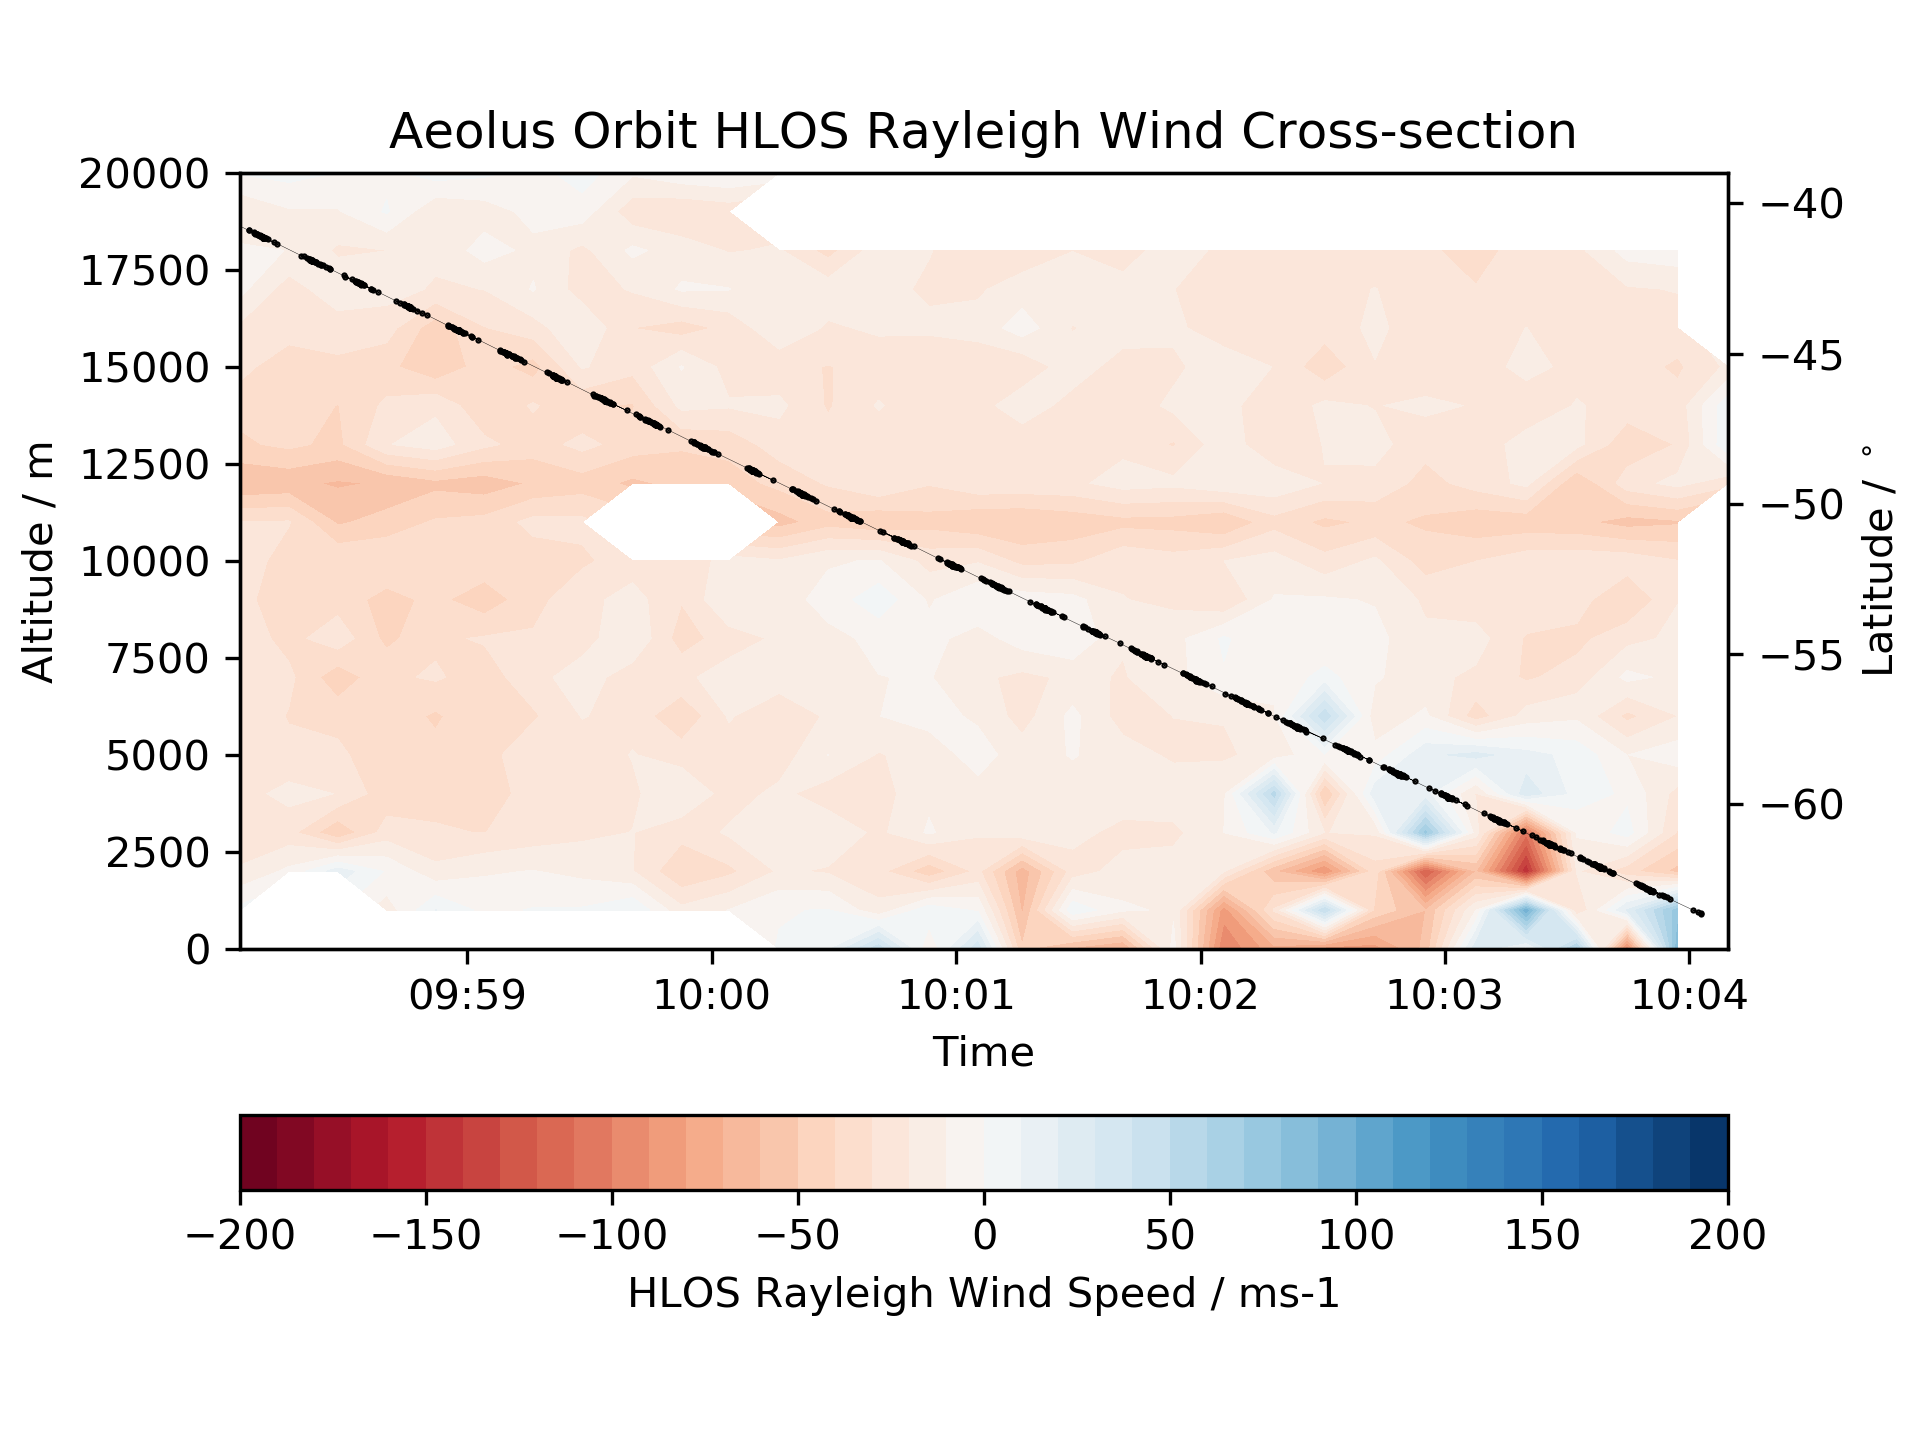 Aeolus Orbit HLOS Rayleigh Wind Cross-section
20000
17500
15000
12500
10000
7500
5000
2500
0
Altitude / m
−40
−45
−50
−55
−60
Latitude / °
09:59 10:00 10:01 10:02 10:03 10:04
Time
−200 −150 −100 −50 0 50 100 150 200
HLOS Rayleigh Wind Speed / ms-1